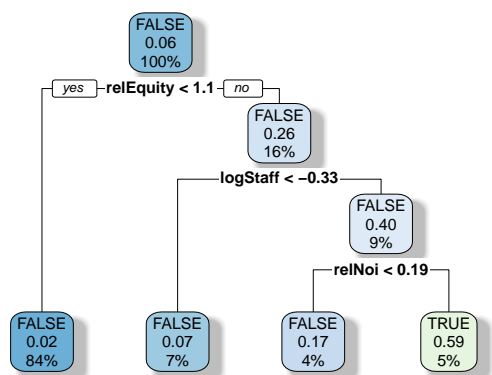 FALSE
0.06
100%
yes
relEquity < 1.1
no
FALSE
0.26
16%
logStaff < −0.33
FALSE
0.40
9%
relNoi < 0.19
FALSE
0.02
84%
FALSE
0.07
7%
FALSE
0.17
4%
TRUE
0.59
5%